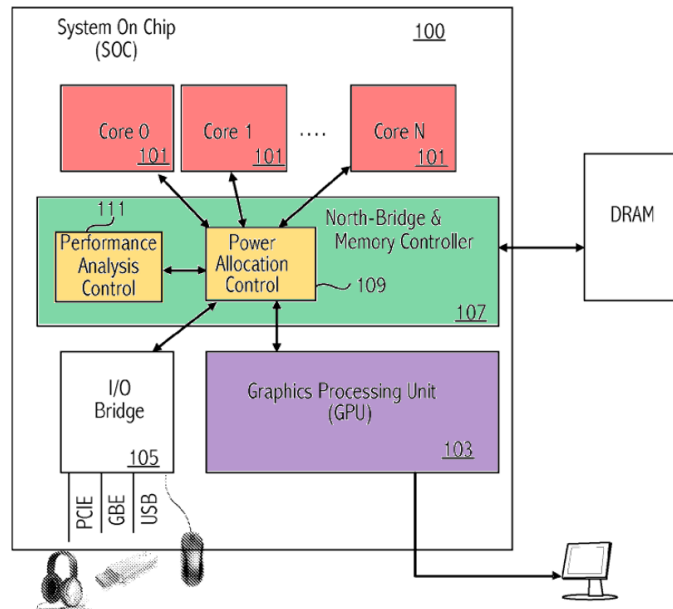 System On Chip
(SOC)
100
Core 0
101
Core 1
101
....
Core N
101
DRAM
111
North-Bridge &
Memory Controller
Performance
Analysis
Control
Power
Allocation
Control
109
107
I/O
Bridge
105
Graphics Processing Unit
(GPU)
103
PCIE
GBE
USB